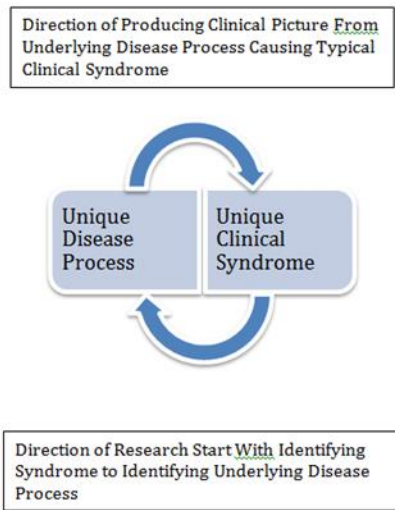 Direction of Producing Clinical Picture From
Underlying Disease Process Causing Typical
Clinical Syndrome
Unique
Disease
Process
Unique
Clinical
Syndrome
Direction of Research Start With Identifying
Syndrome to Identifying Underlying Disease
Process